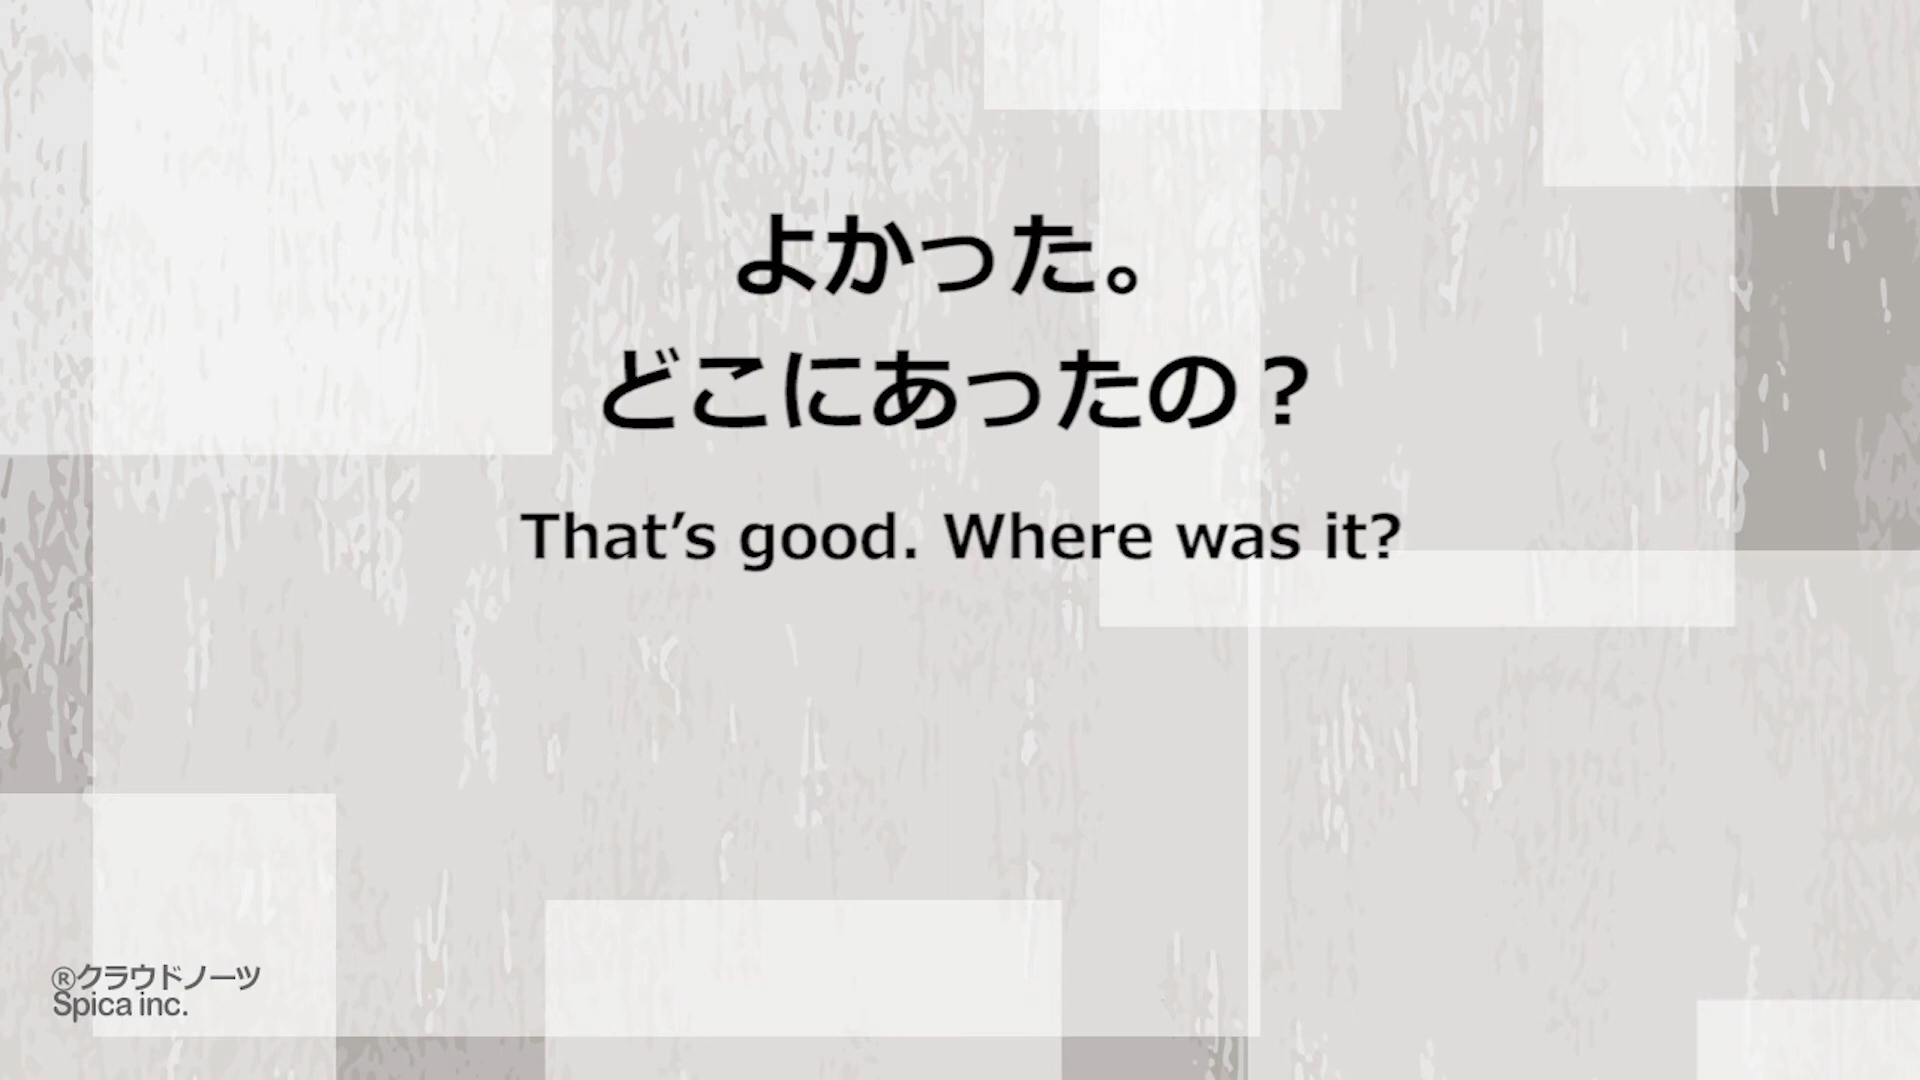 よかった。
どこにあったの？
That’s good. Where was it?
®クラウドノーツ
Spica inc.